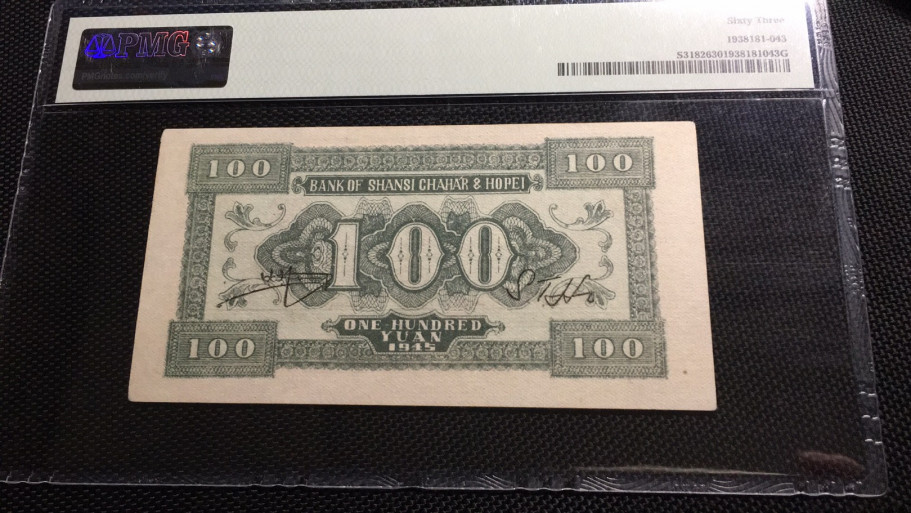 PMG
Sixty Three
1938181-043
S31826301938181043G
100 100
BANK OF SHANSI CHAHAR & HOPEI
100
ONE HUNDRED
YUAN
1945
100 100